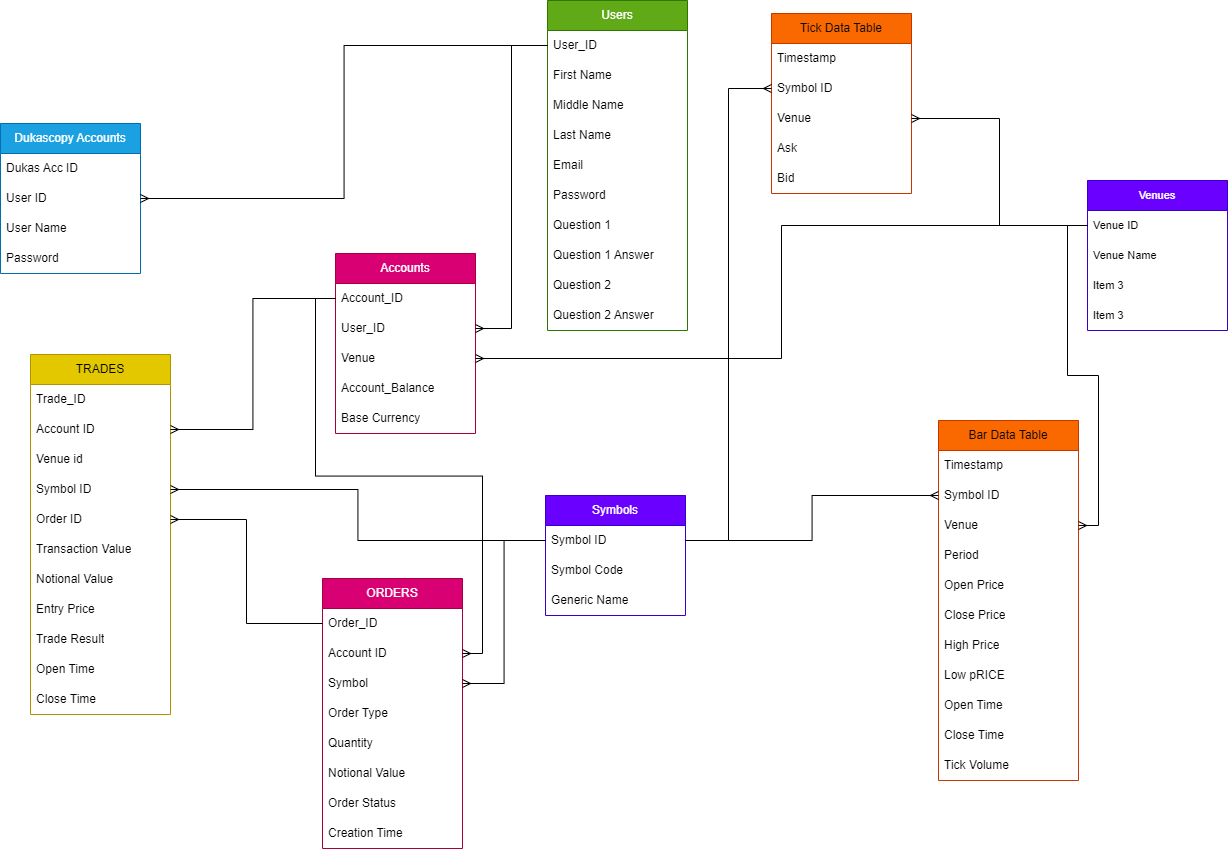 Users
User_ID
First Name
Middle Name
Last Name
Email
Password
Question 1
Question 1 Answer
Question 2
Question 2 Answer
Tick Data Table
Timestamp
Symbol ID
Venue
Ask
Bid
Dukascopy Accounts
Dukas Acc ID
User ID
User Name
Password
Venues
Venue ID
Venue Name
Item 3
Item 3
Accounts
Account_ID
User_ID
Venue
Account_Balance
Base Currency
TRADES
Trade_ID
Account ID
Venue id
Symbol ID
Order ID
Transaction Value
Notional Value
Entry Price
Trade Result
Open Time
Close Time
Bar Data Table
Timestamp
Symbol ID
Venue
Period
Open Price
Close Price
High Price
Low pRICE
Open Time
Close Time
Tick Volume
Symbols
Symbol ID
Symbol Code
Generic Name
ORDERS
Order_ID
Account ID
Symbol
Order Type
Quantity
Notional Value
Order Status
Creation Time